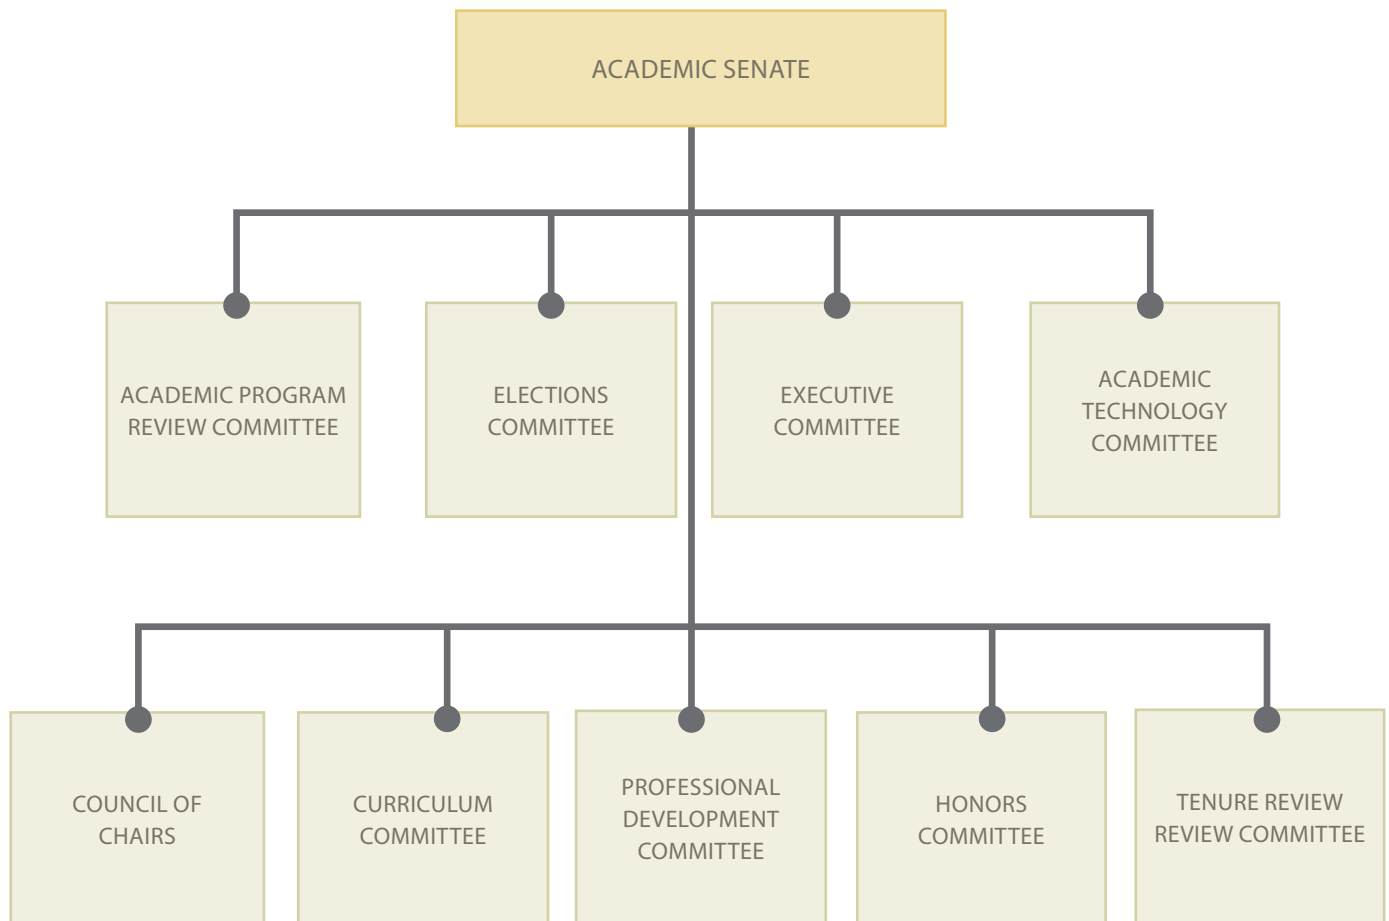 ACADEMIC SENATE
ACADEMIC PROGRAM
REVIEW COMMITTEE
ELECTIONS
COMMITTEE
EXECUTIVE
COMMITTEE
ACADEMIC
TECHNOLOGY
COMMITTEE
COUNCIL OF
CHAIRS
CURRICULUM
COMMITTEE
PROFESSIONAL
DEVELOPMENT
COMMITTEE
HONORS
COMMITTEE
TENURE REVIEW
REVIEW COMMITTEE